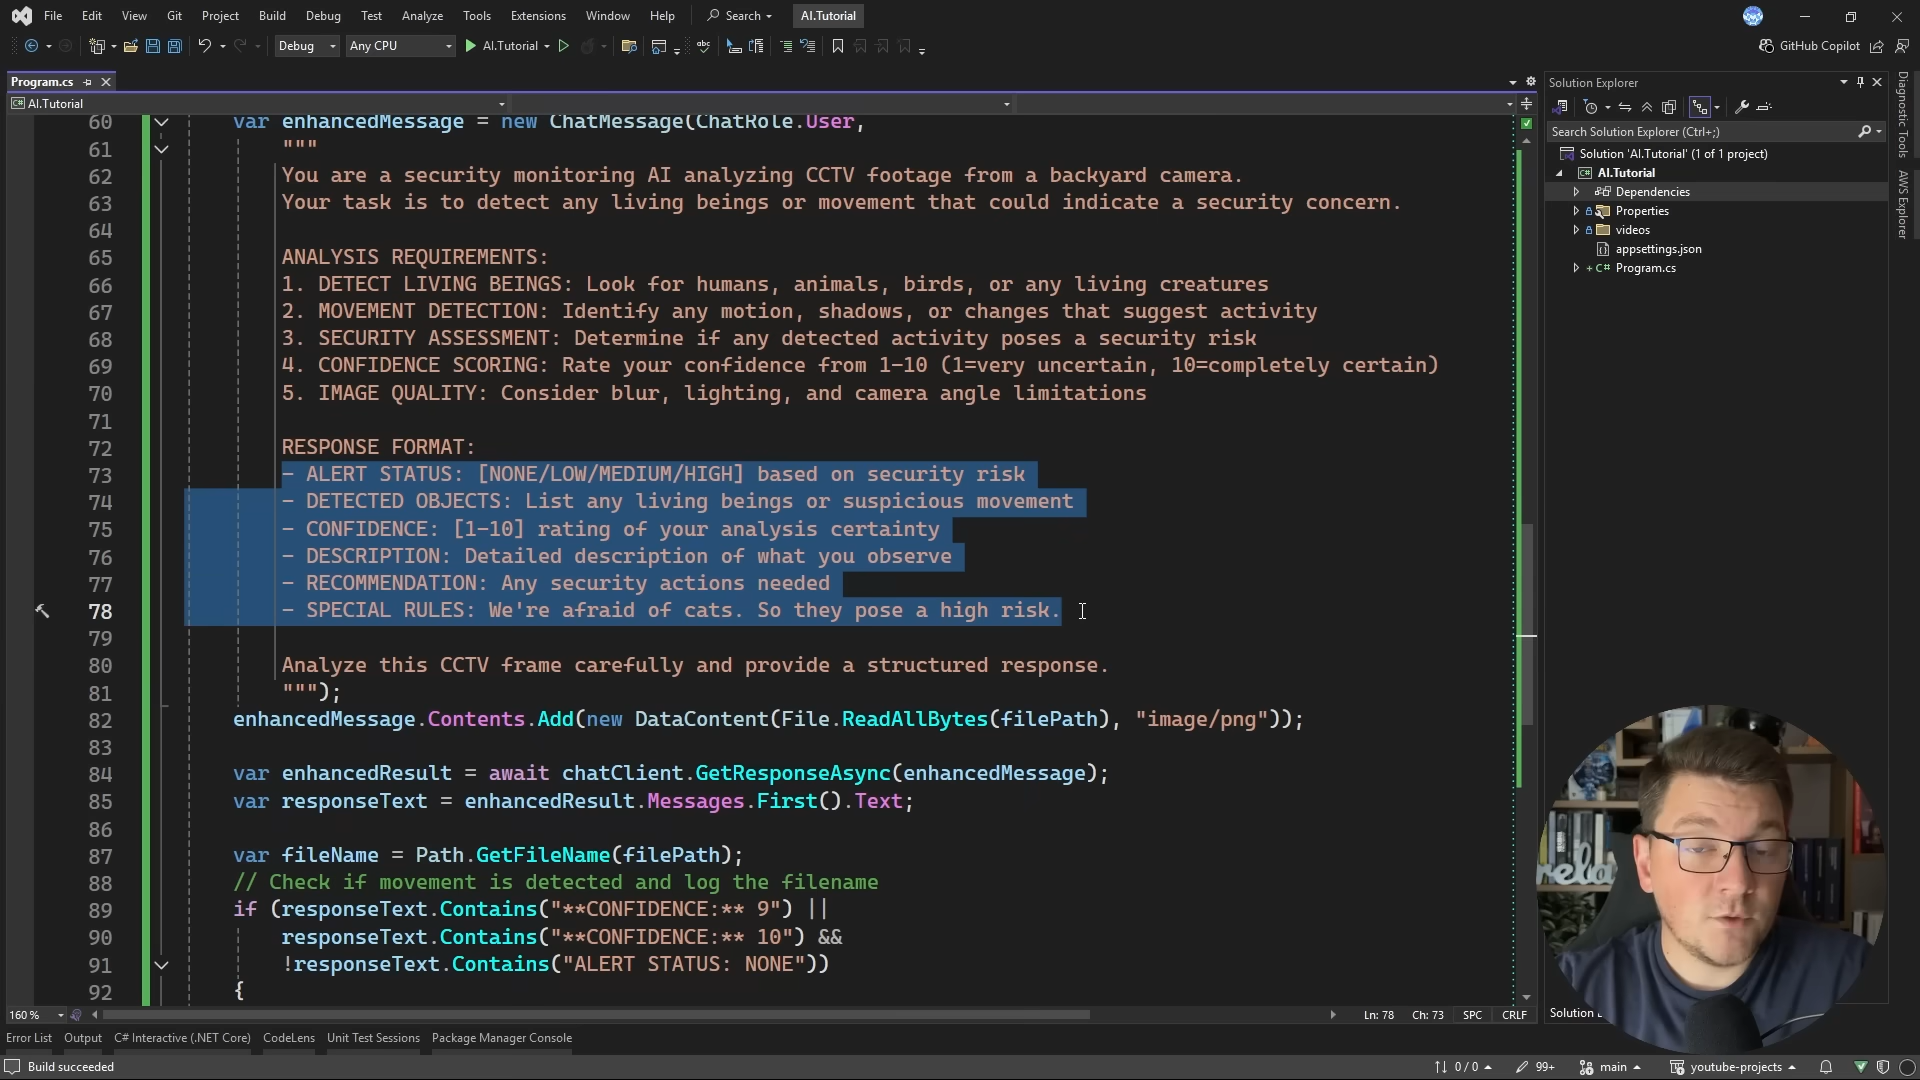 File Edit View Git Project Build Debug Test Analyze Tools Extensions Window Help Search AI.Tutorial
Debug Any CPU AI.Tutorial GitHub Copilot
Program.cs
AI.Tutorial
60 var enhancedMessage = new ChatMessage(ChatRole.User,
61 """
62 You are a security monitoring AI analyzing CCTV footage from a backyard camera.
63 Your task is to detect any living beings or movement that could indicate a security concern.
64
65 ANALYSIS REQUIREMENTS:
66 1. DETECT LIVING BEINGS: Look for humans, animals, birds, or any living creatures
67 2. MOVEMENT DETECTION: Identify any motion, shadows, or changes that suggest activity
68 3. SECURITY ASSESSMENT: Determine if any detected activity poses a security risk
69 4. CONFIDENCE SCORING: Rate your confidence from 1-10 (1=very uncertain, 10=completely certain)
70 5. IMAGE QUALITY: Consider blur, lighting, and camera angle limitations
71
72 RESPONSE FORMAT:
73 - ALERT STATUS: [NONE/LOW/MEDIUM/HIGH] based on security risk
74 - DETECTED OBJECTS: List any living beings or suspicious movement
75 - CONFIDENCE: [1-10] rating of your analysis certainty
76 - DESCRIPTION: Detailed description of what you observe
77 - RECOMMENDATION: Any security actions needed
78 - SPECIAL RULES: We're afraid of cats. So they pose a high risk.
79
80 Analyze this CCTV frame carefully and provide a structured response.
81 """);
82 enhancedMessage.Contents.Add(new DataContent(File.ReadAllBytes(filePath), "image/png"));
83
84 var enhancedResult = await chatClient.GetResponseAsync(enhancedMessage);
85 var responseText = enhancedResult.Messages.First().Text;
86
87 var fileName = Path.GetFileName(filePath);
88 // Check if movement is detected and log the filename
89 if (responseText.Contains("**CONFIDENCE:** 9") ||
90 responseText.Contains("**CONFIDENCE:** 10") &&
91 !responseText.Contains("ALERT STATUS: NONE"))
92 {
160 % Ln: 78 Ch: 73 SPC CRLF
Error List Output C# Interactive (.NET Core) CodeLens Unit Test Sessions Package Manager Console
Build succeeded 0 / 0 99+ main youtube-projects
Solution Explorer
Search Solution Explorer (Ctrl+;)
Solution 'AI.Tutorial' (1 of 1 project)
AI.Tutorial
Dependencies
Properties
videos
appsettings.json
Program.cs
Solution
Diagnostic Tools
AWS Explorer